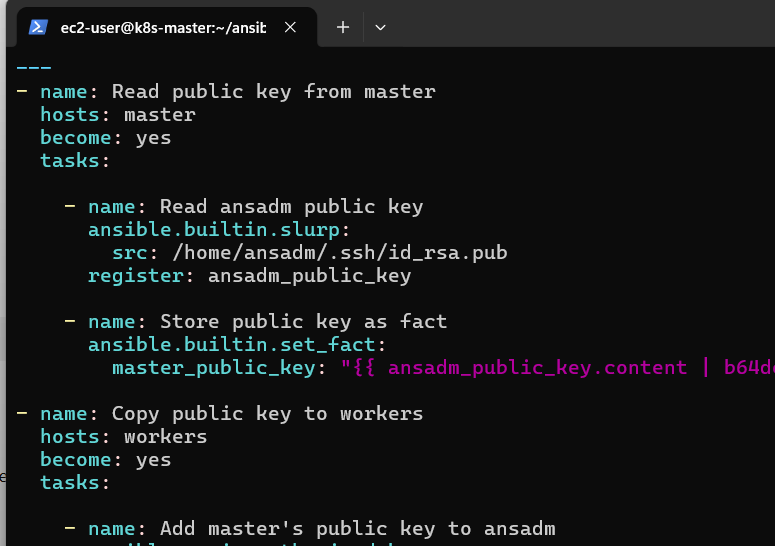 ec2-user@k8s-master:~/ansib
---
- name: Read public key from master
hosts: master
become: yes
tasks:
- name: Read ansadm public key
ansible.builtin.slurp:
src: /home/ansadm/.ssh/id_rsa.pub
register: ansadm_public_key
- name: Store public key as fact
ansible.builtin.set_fact:
master_public_key: "{{ ansadm_public_key.content | b64d
- name: Copy public key to workers
hosts: workers
become: yes
tasks:
- name: Add master's public key to ansadm